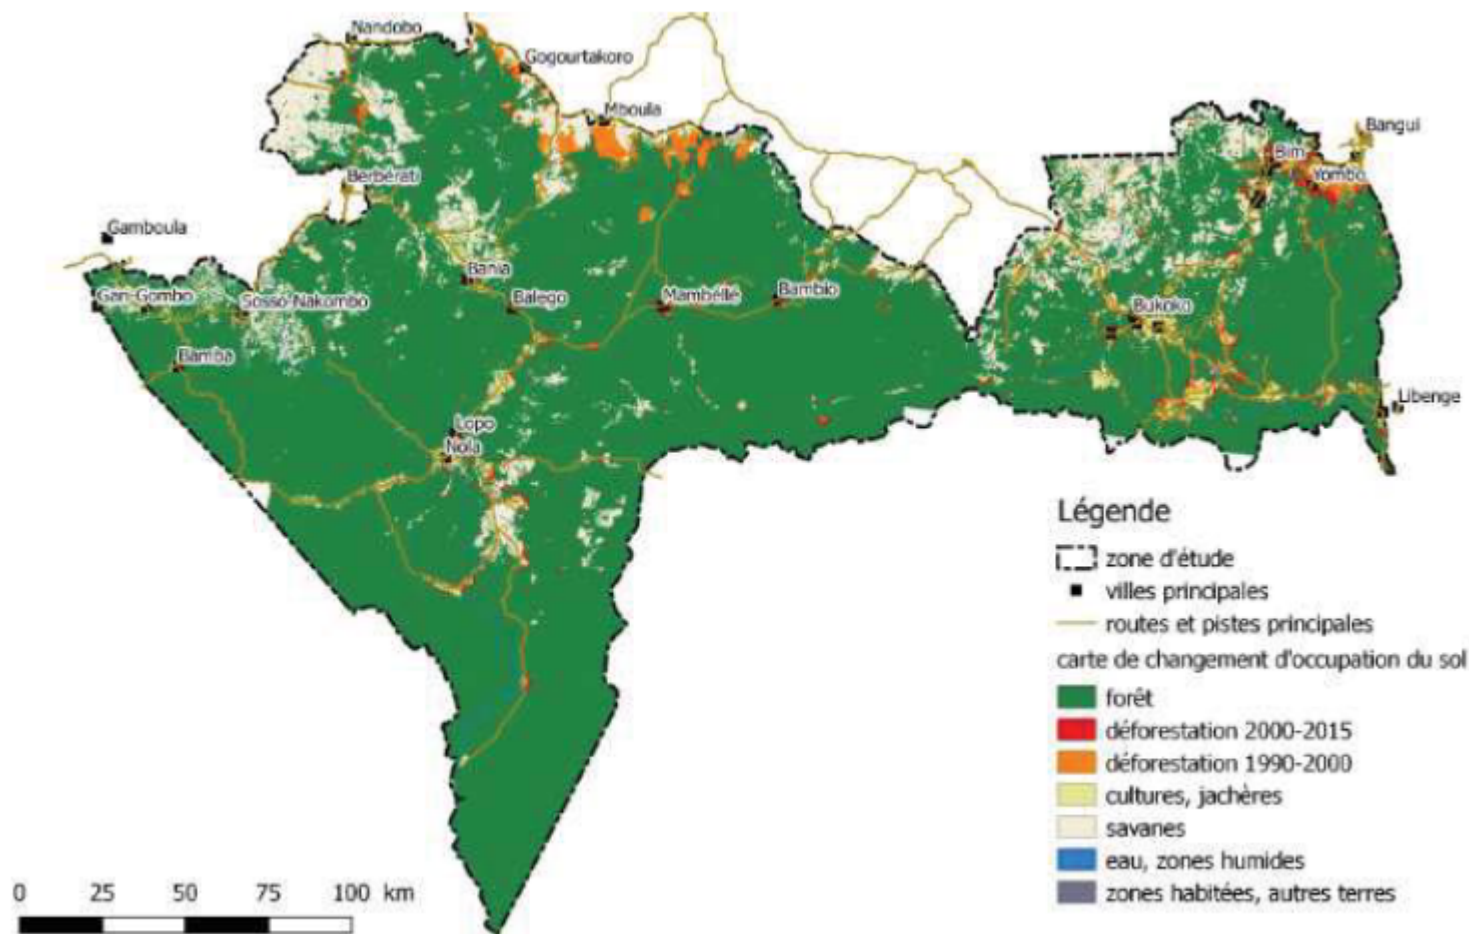 Nandobo
Gogourtakoro
Mboula
Bangui
Bim
Yombo
Berbérati
Gamboula
Bania
Gan-Gombo
Sosso-Nakombo
Balego
Mambéllé
Bambio
Bukoko
Bamba
Libenge
Lopo
Nola
Légende
zone d'étude
villes principales
routes et pistes principales
carte de changement d'occupation du sol
forêt
déforestation 2000-2015
déforestation 1990-2000
cultures, jachères
savanes
eau, zones humides
zones habitées, autres terres
0 25 50 75 100 km